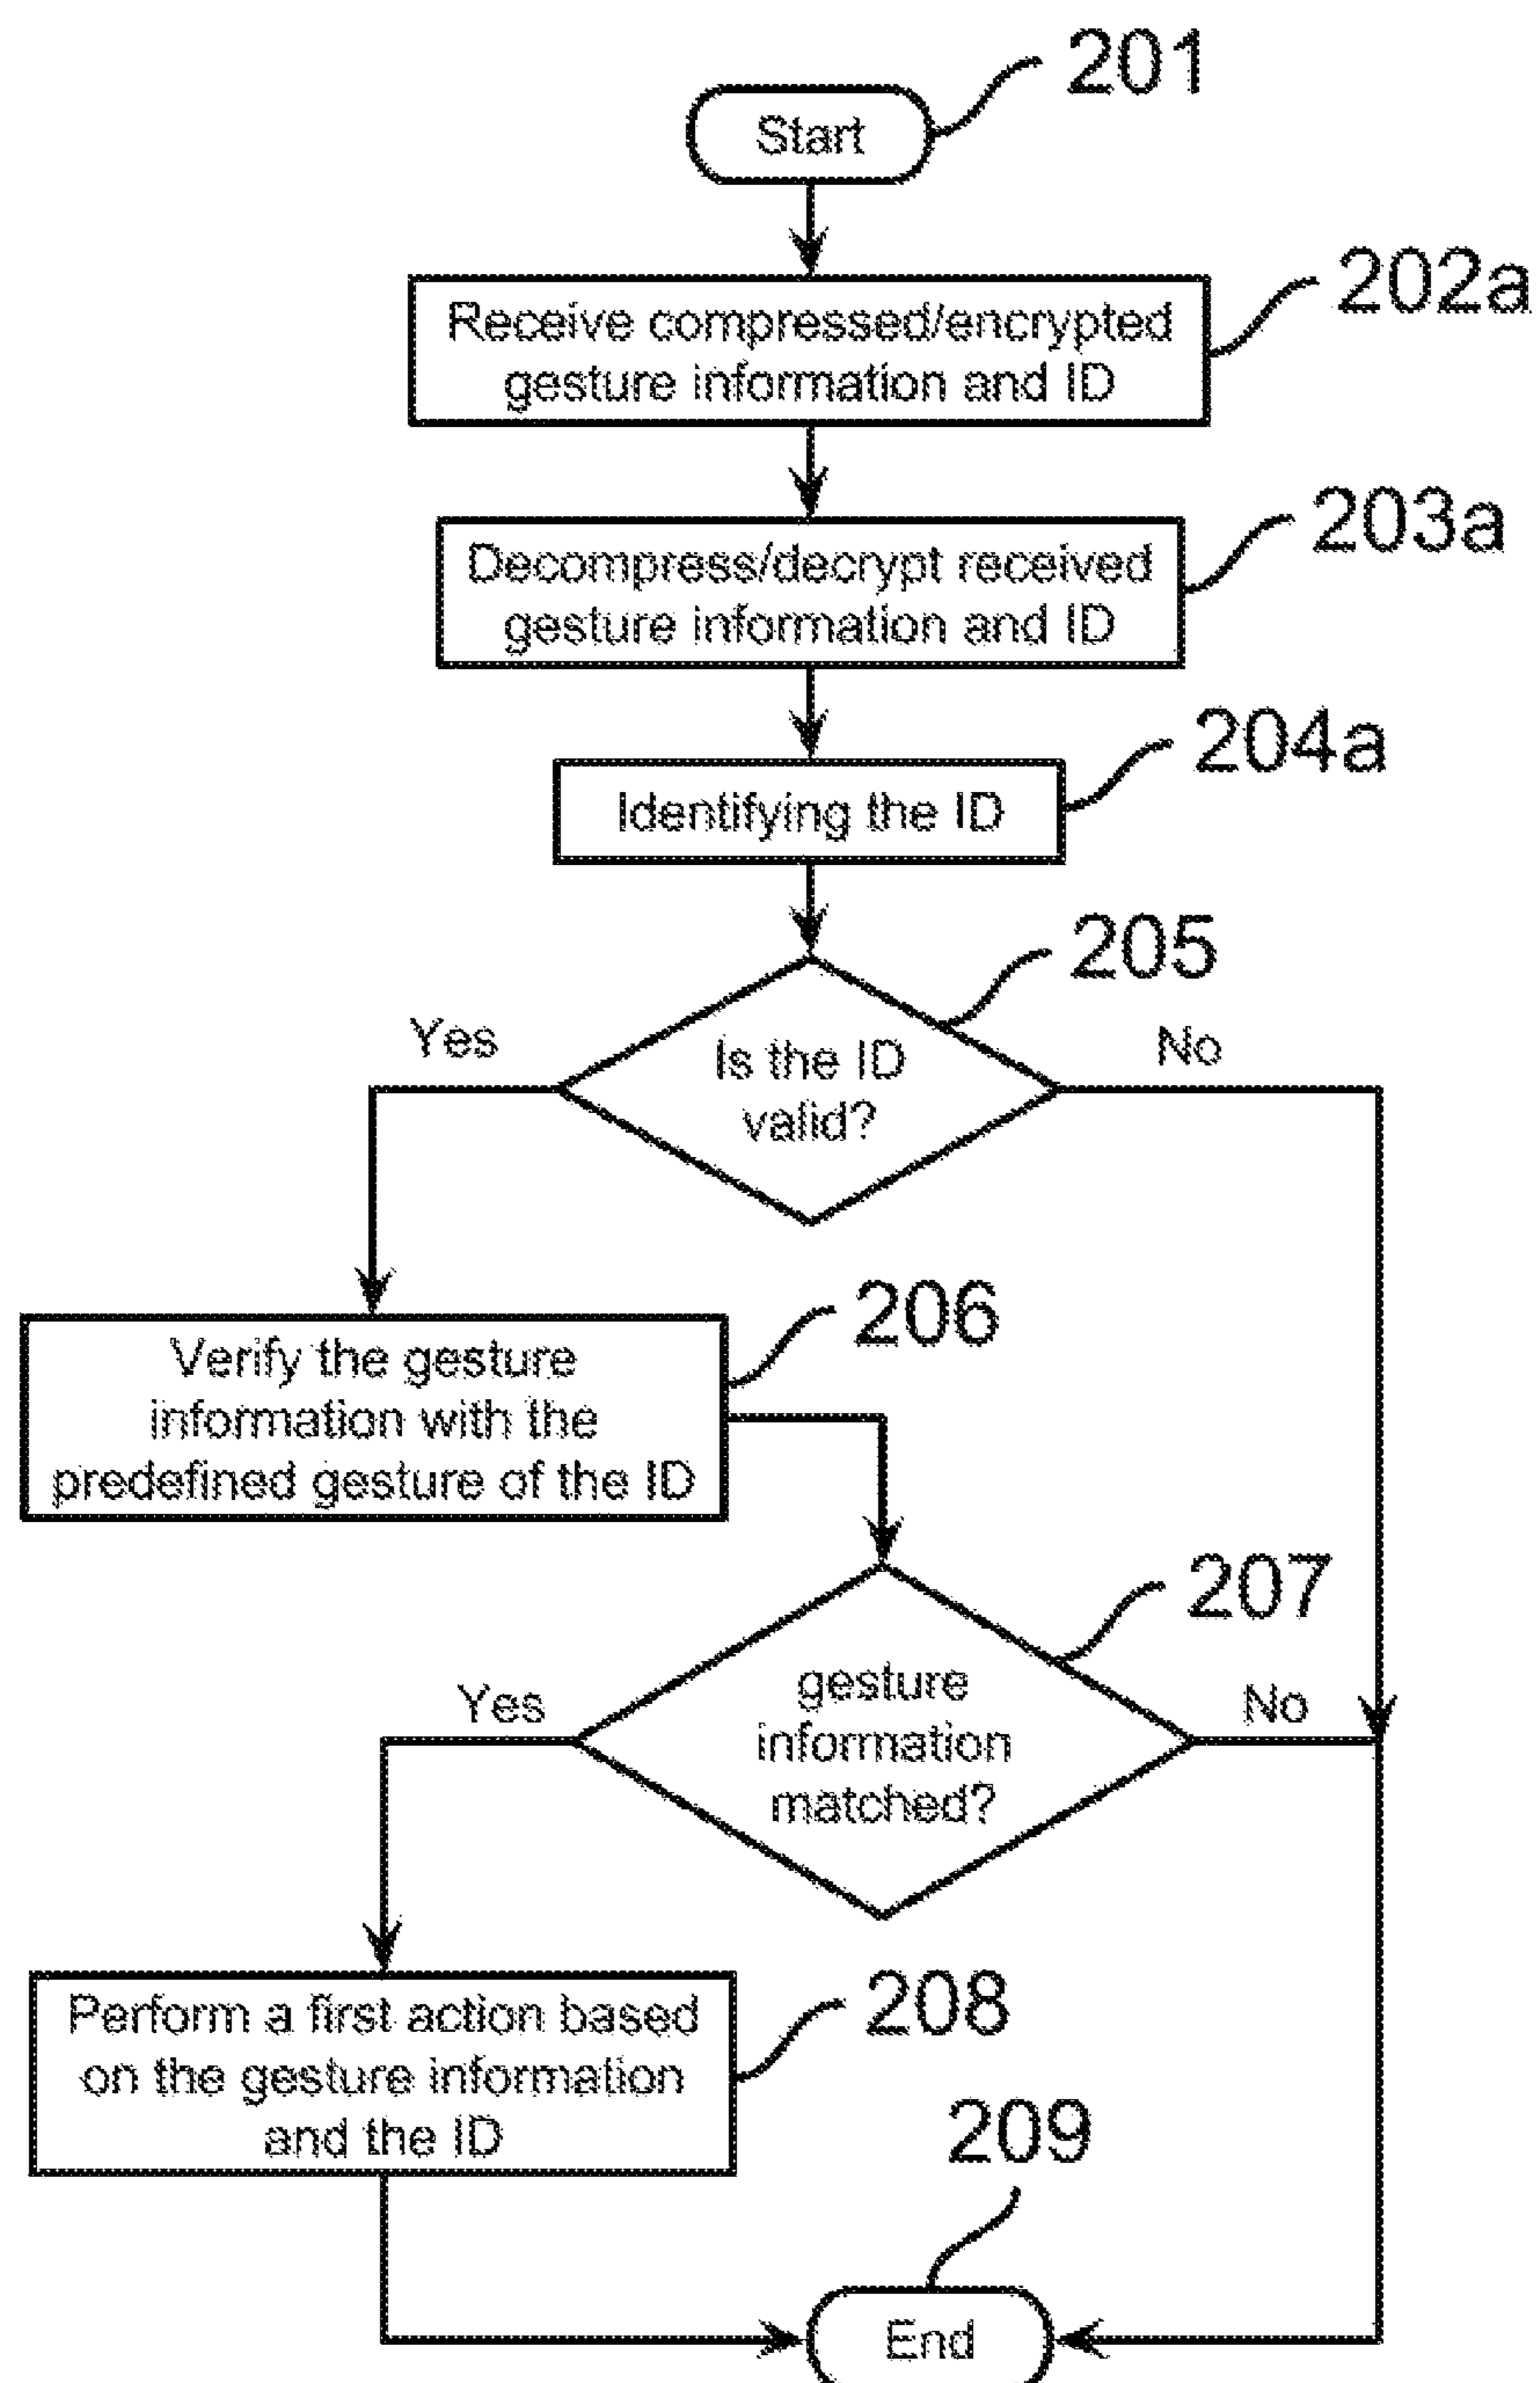 201
Start
202a
Receive compressed/encrypted
gesture information and ID
203a
Decompress/decrypt received
gesture information and ID
204a
Identifying the ID
205
Yes
No
Is the ID
valid?
206
Verify the gesture
information with the
predefined gesture of the ID
207
Yes
No
gesture
information
matched?
208
Perform a first action based
on the gesture information
and the ID
209
End